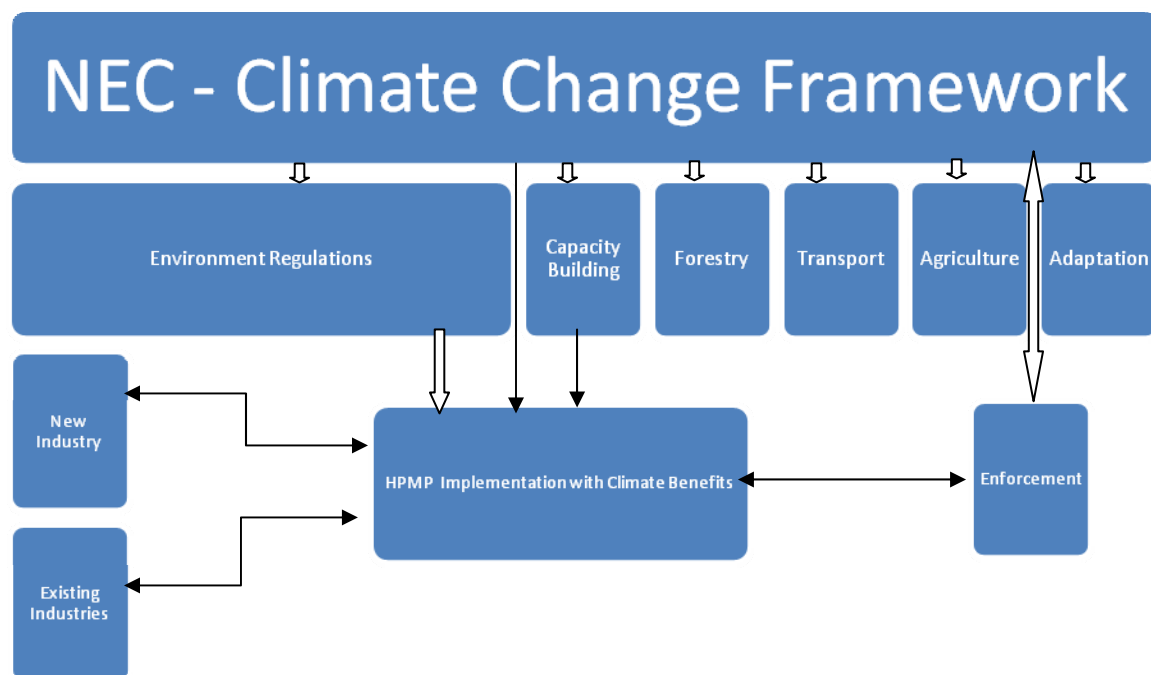 NEC - Climate Change Framework
Environment Regulations
Capacity
Building
Forestry
Transport
Agriculture
Adaptation
New
Industry
HPMP Implementation with Climate Benefits
Enforcement
Existing
Industries